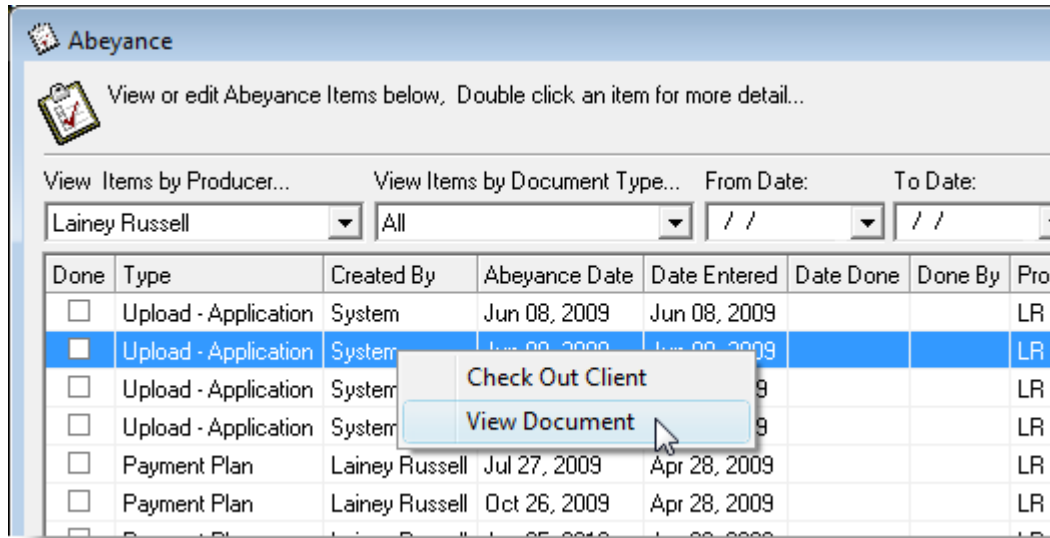 Abeyance
View or edit Abeyance Items below, Double click an item for more detail...
View Items by Producer... View Items by Document Type... From Date: To Date:
Lainey Russell All / / / /
Done Type Created By Abeyance Date Date Entered Date Done Done By Pro
Upload - Application System Jun 08, 2009 Jun 08, 2009 LR
Upload - Application System LR
Check Out Client
Upload - Application System 9 LR
View Document
Upload - Application System 9 LR
Payment Plan Lainey Russell Jul 27, 2009 Apr 28, 2009 LR
Payment Plan Lainey Russell Oct 26, 2009 Apr 28, 2009 LR